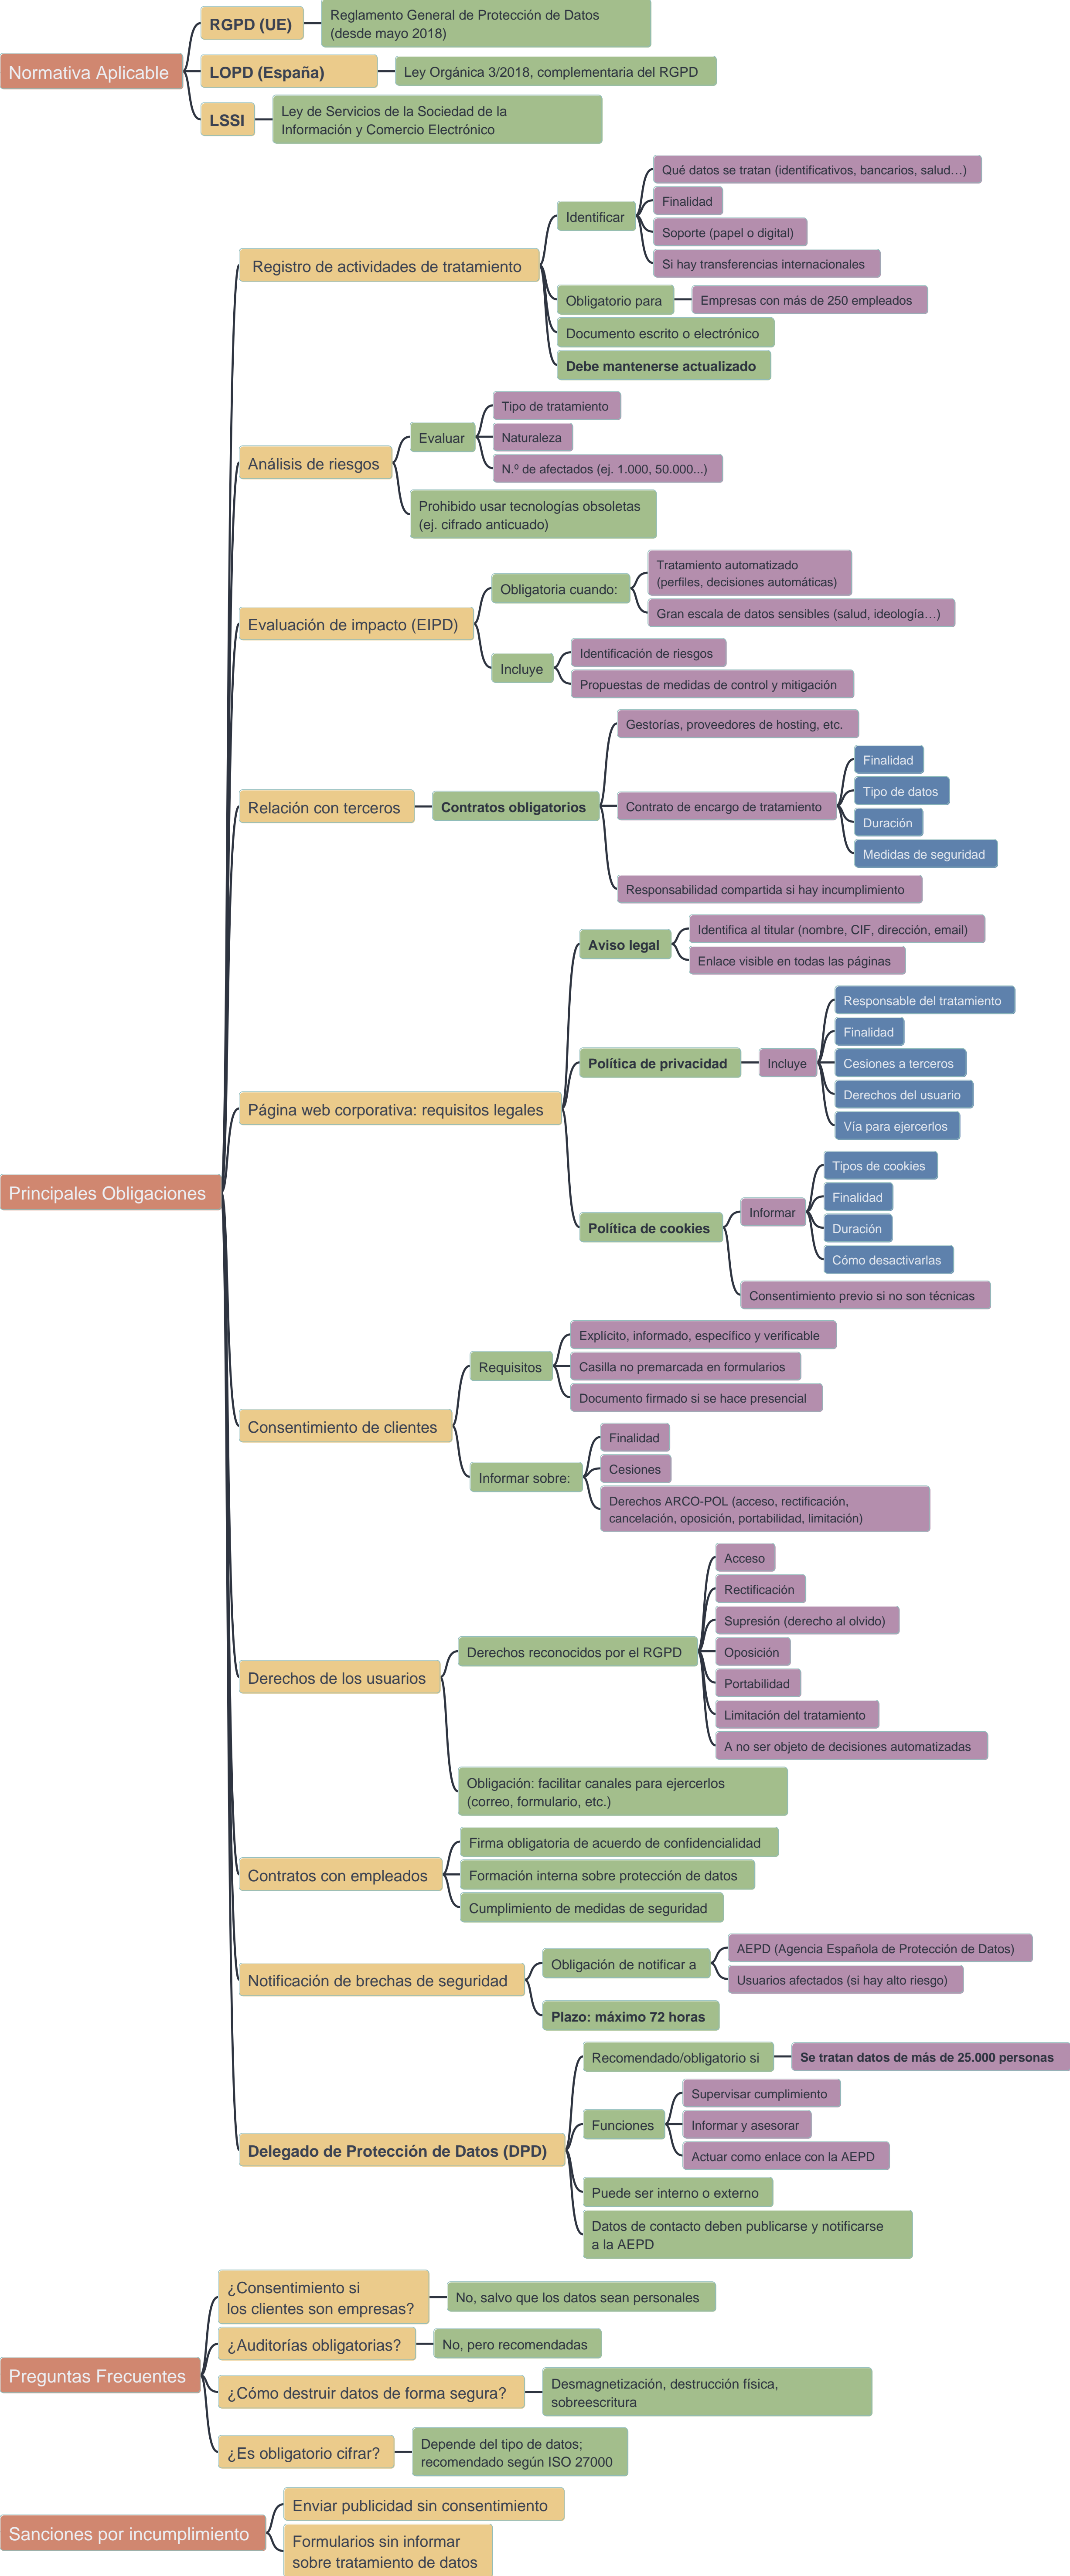 Normativa Aplicable
RGPD (UE)
Reglamento General de Protección de Datos
(desde mayo 2018)
LOPD (España)
Ley Orgánica 3/2018, complementaria del RGPD
LSSI
Ley de Servicios de la Sociedad de la
Información y Comercio Electrónico
Principales Obligaciones
Registro de actividades de tratamiento
Identificar
Qué datos se tratan (identificativos, bancarios, salud…)
Finalidad
Soporte (papel o digital)
Si hay transferencias internacionales
Obligatorio para
Empresas con más de 250 empleados
Documento escrito o electrónico
Debe mantenerse actualizado
Análisis de riesgos
Evaluar
Tipo de tratamiento
Naturaleza
N.º de afectados (ej. 1.000, 50.000...)
Prohibido usar tecnologías obsoletas
(ej. cifrado anticuado)
Evaluación de impacto (EIPD)
Obligatoria cuando:
Tratamiento automatizado
(perfiles, decisiones automáticas)
Gran escala de datos sensibles (salud, ideología…)
Incluye
Identificación de riesgos
Propuestas de medidas de control y mitigación
Relación con terceros
Contratos obligatorios
Gestorías, proveedores de hosting, etc.
Contrato de encargo de tratamiento
Finalidad
Tipo de datos
Duración
Medidas de seguridad
Responsabilidad compartida si hay incumplimiento
Página web corporativa: requisitos legales
Aviso legal
Identifica al titular (nombre, CIF, dirección, email)
Enlace visible en todas las páginas
Política de privacidad
Incluye
Responsable del tratamiento
Finalidad
Cesiones a terceros
Derechos del usuario
Vía para ejercerlos
Política de cookies
Informar
Tipos de cookies
Finalidad
Duración
Cómo desactivarlas
Consentimiento previo si no son técnicas
Consentimiento de clientes
Requisitos
Explícito, informado, específico y verificable
Casilla no premarcada en formularios
Documento firmado si se hace presencial
Informar sobre:
Finalidad
Cesiones
Derechos ARCO-POL (acceso, rectificación,
cancelación, oposición, portabilidad, limitación)
Derechos de los usuarios
Derechos reconocidos por el RGPD
Acceso
Rectificación
Supresión (derecho al olvido)
Oposición
Portabilidad
Limitación del tratamiento
A no ser objeto de decisiones automatizadas
Obligación: facilitar canales para ejercerlos
(correo, formulario, etc.)
Contratos con empleados
Firma obligatoria de acuerdo de confidencialidad
Formación interna sobre protección de datos
Cumplimiento de medidas de seguridad
Notificación de brechas de seguridad
Obligación de notificar a
AEPD (Agencia Española de Protección de Datos)
Usuarios afectados (si hay alto riesgo)
Plazo: máximo 72 horas
Delegado de Protección de Datos (DPD)
Recomendado/obligatorio si
Se tratan datos de más de 25.000 personas
Funciones
Supervisar cumplimiento
Informar y asesorar
Actuar como enlace con la AEPD
Puede ser interno o externo
Datos de contacto deben publicarse y notificarse
a la AEPD
Preguntas Frecuentes
¿Consentimiento si
los clientes son empresas?
No, salvo que los datos sean personales
¿Auditorías obligatorias?
No, pero recomendadas
¿Cómo destruir datos de forma segura?
Desmagnetización, destrucción física,
sobreescritura
¿Es obligatorio cifrar?
Depende del tipo de datos;
recomendado según ISO 27000
Sanciones por incumplimiento
Enviar publicidad sin consentimiento
Formularios sin informar
sobre tratamiento de datos